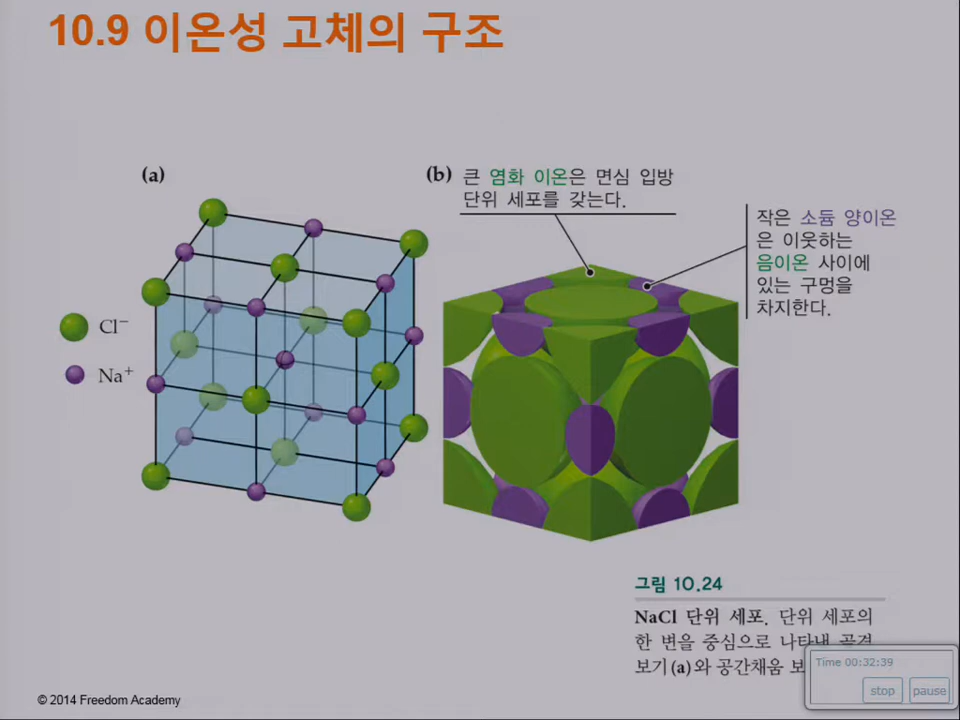 10.9 이온성 고체의 구조
(a)
(b) 큰 염화 이온은 면심 입방
단위 세포를 갖는다.
작은 소듐 양이온
은 이웃하는
음이온 사이에
있는 구멍을
차지한다.
Cl⁻
Na⁺
그림 10.24
NaCl 단위 세포. 단위 세포의
한 변을 중심으로 나타낸 골격
보기(a)와 공간채움 보
Time 00:32:39
stop pause
© 2014 Freedom Academy